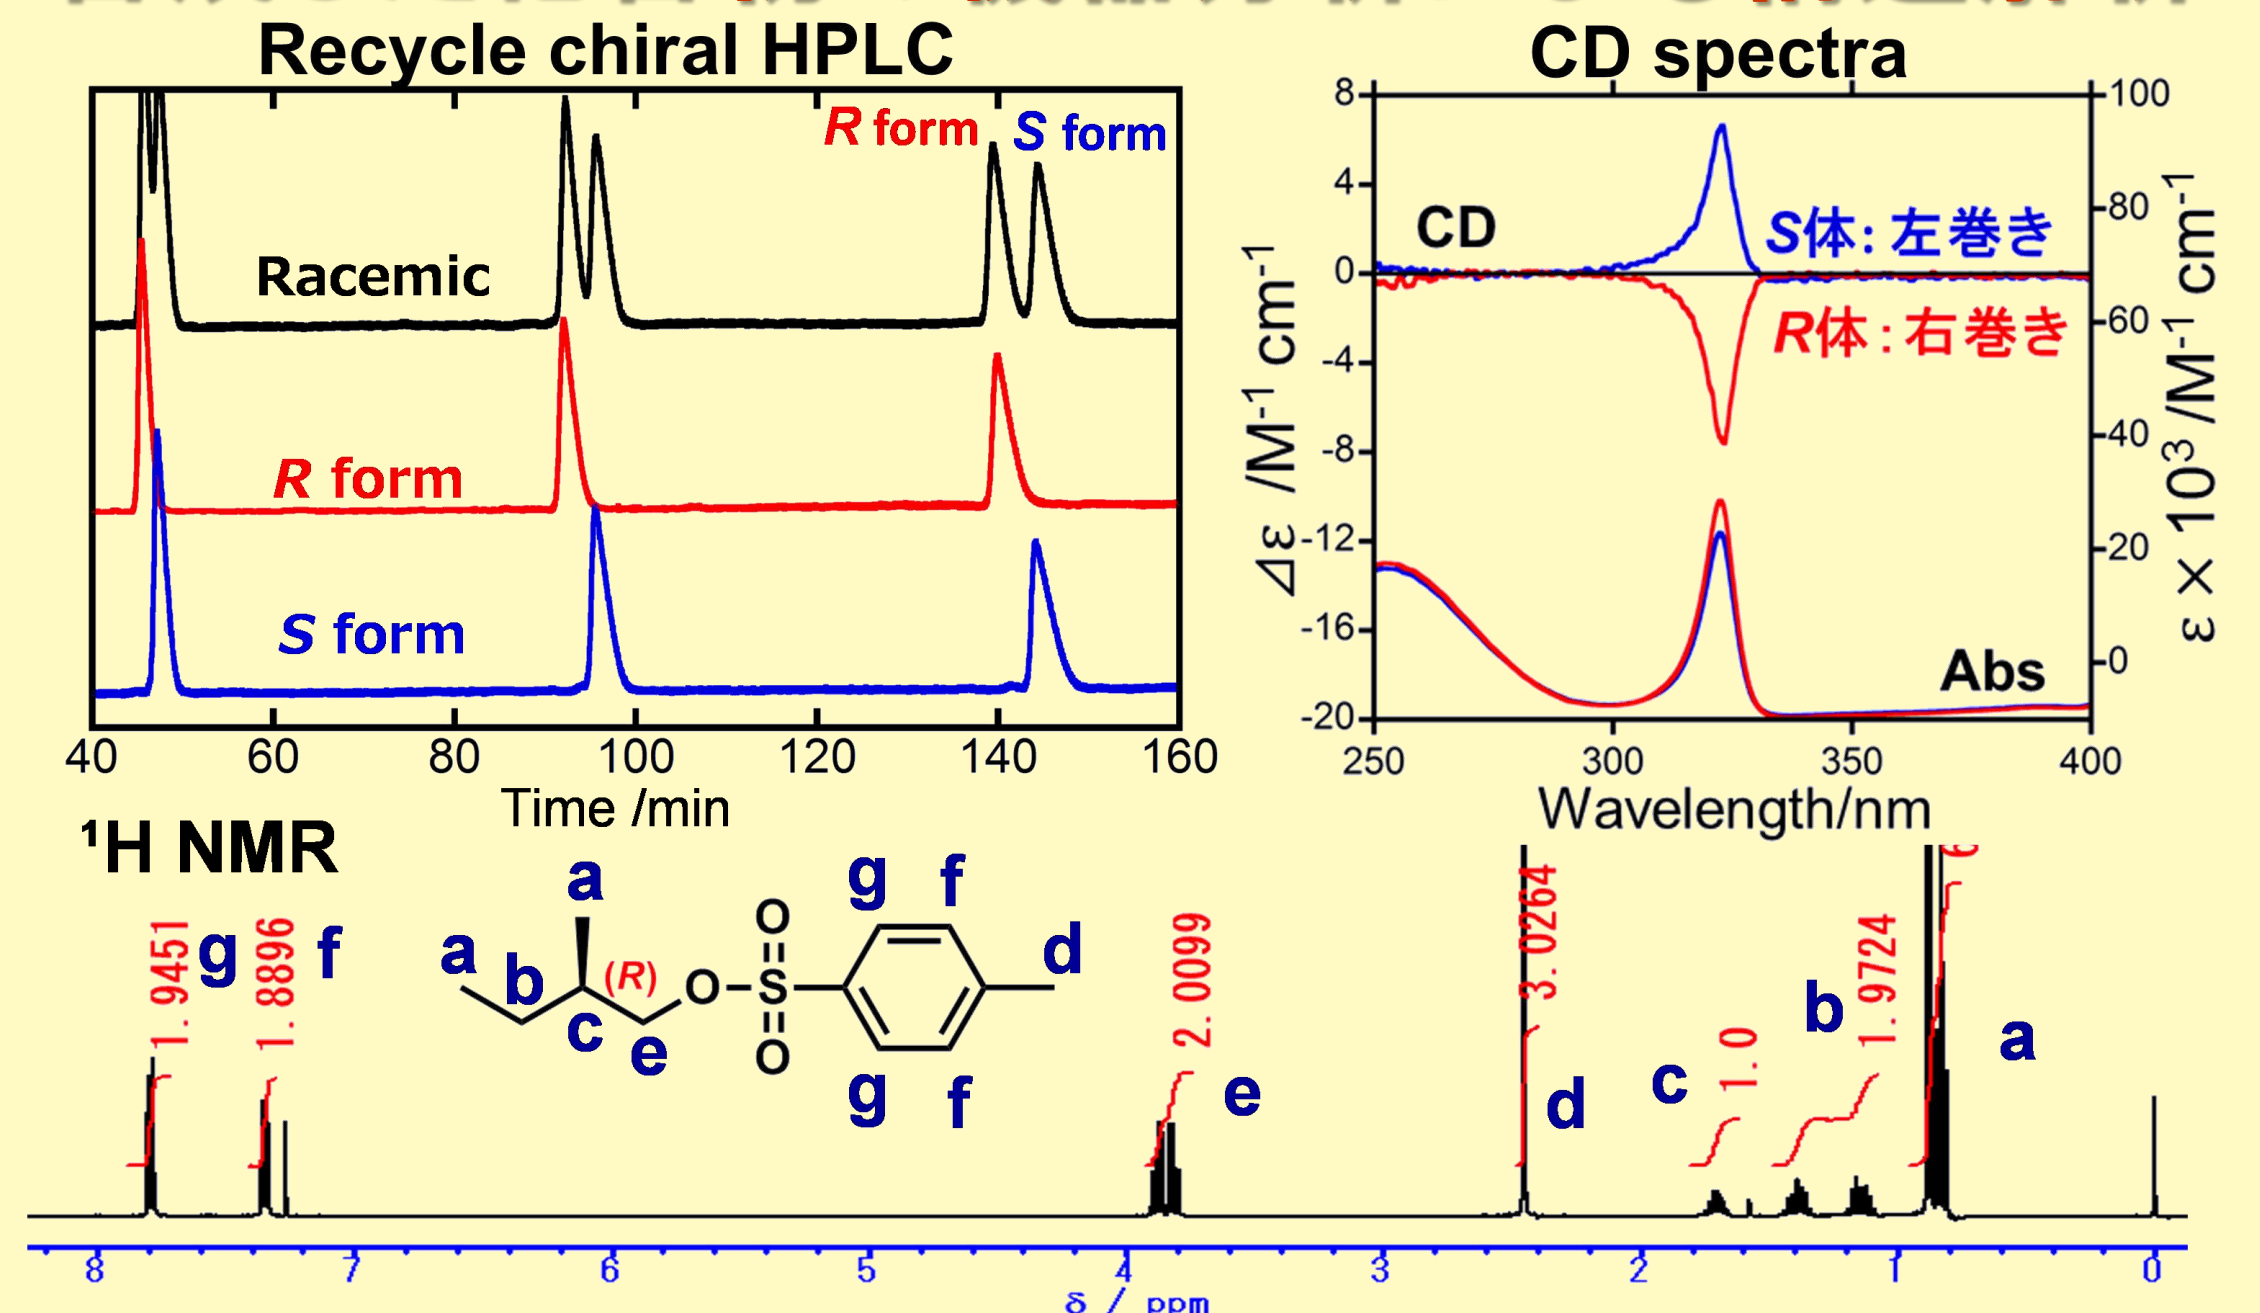 Recycle chiral HPLC
R form
S form
Racemic
R form
S form
40 60 80 100 120 140 160
Time /min
CD spectra
8
4
0
-4
-8
-12
-16
-20
CD
S体: 左巻き
R体: 右巻き
Abs
100
80
60
40
20
0
250 300 350 400
Δε /M-1 cm-1
ε × 10³ /M-1 cm-1
Wavelength/nm
¹H NMR
1.9451
g
1.8896
f
a
a
b
c
(R)
e
O
O
S
O
g
f
g
f
d
2.0099
e
3.0264
d
c
1.0
b
1.9724
a
8 7 6 5 4 3 2 1 0
δ / ppm